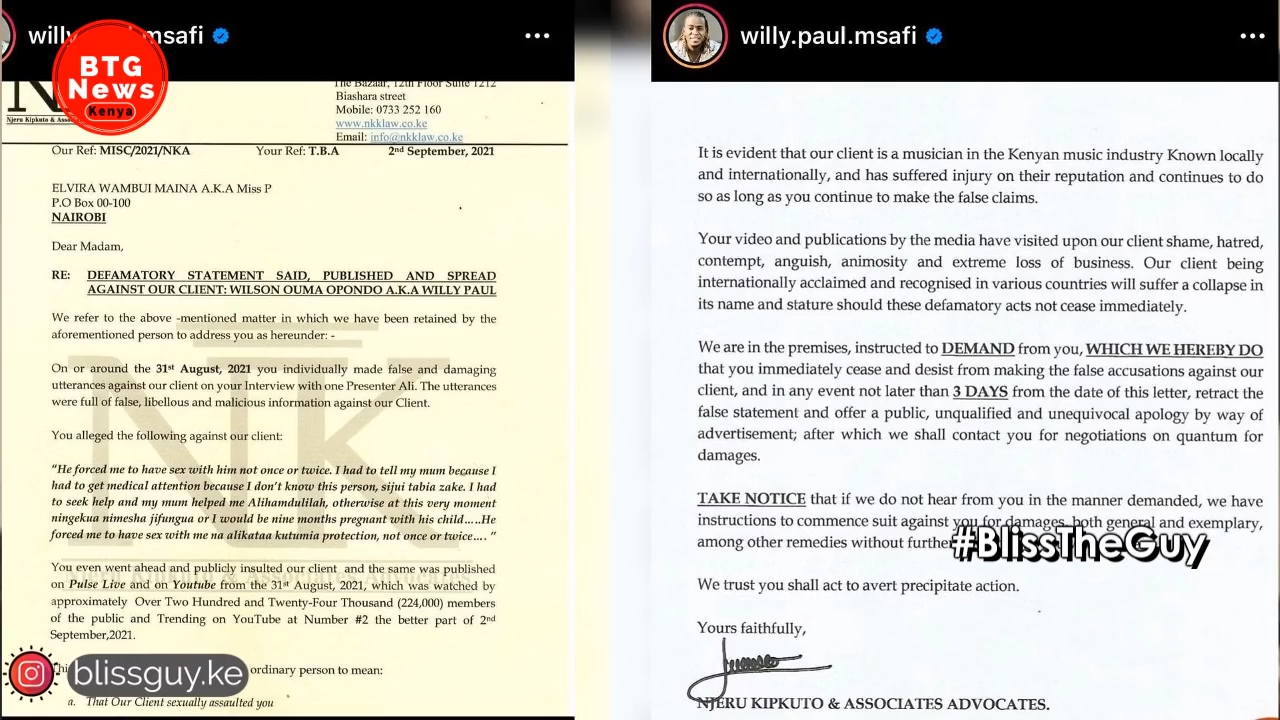 willy.paul.msafi
BTG
News
Kenya
The Bazaar, 12th Floor Suite 1212
Biashara street
Mobile: 0733 252 160
www.nkklaw.co.ke
Email: info@nkklaw.co.ke
Njeru Kipkuto &
Our Ref: MISC/2021/NKA Your Ref: T.B.A 2nd September, 2021
ELVIRA WAMBUI MAINA A.K.A Miss P
P.O Box 00-100
NAIROBI
Dear Madam,
RE: DEFAMATORY STATEMENT SAID, PUBLISHED AND SPREAD
AGAINST OUR CLIENT: WILSON OUMA OPONDO A.K.A WILLY PAUL
We refer to the above -mentioned matter in which we have been retained by the
aforementioned person to address you as hereunder: -
On or around the 31st August, 2021 you individually made false and damaging
utterances against our client on your Interview with one Presenter Ali. The utterances
were full of false, libellous and malicious information against our Client.
You alleged the following against our client:
"He forced me to have sex with him not once or twice. I had to tell my mum because I
had to get medical attention because I don't know this person, sijui tabia zake. I had
to seek help and my mum helped me Alihamdulilah, otherwise at this very moment
ningekua nimesha jifungua or I would be nine months pregnant with his child…..He
forced me to have sex with me na alikataa kutumia protection, not once or twice…. "
You even went ahead and publicly insulted our client and the same was published
on Pulse Live and on Youtube from the 31st August, 2021, which was watched by
approximately Over Two Hundred and Twenty-Four Thousand (224,000) members
of the public and Trending on YouTube at Number #2 the better part of 2nd
September,2021.
ordinary person to mean:
blissguy.ke
a. That Our Client sexually assaulted you
willy.paul.msafi
It is evident that our client is a musician in the Kenyan music industry Known locally
and internationally, and has suffered injury on their reputation and continues to do
so as long as you continue to make the false claims.
Your video and publications by the media have visited upon our client shame, hatred,
contempt, anguish, animosity and extreme loss of business. Our client being
internationally acclaimed and recognised in various countries will suffer a collapse in
its name and stature should these defamatory acts not cease immediately.
We are in the premises, instructed to DEMAND from you, WHICH WE HEREBY DO
that you immediately cease and desist from making the false accusations against our
client, and in any event not later than 3 DAYS from the date of this letter, retract the
false statement and offer a public, unqualified and unequivocal apology by way of
advertisement; after which we shall contact you for negotiations on quantum for
damages.
TAKE NOTICE that if we do not hear from you in the manner demanded, we have
instructions to commence suit against you for damages, both general and exemplary,
among other remedies without further
#BlissTheGuy
We trust you shall act to avert precipitate action.
Yours faithfully,
NJERU KIPKUTO & ASSOCIATES ADVOCATES.